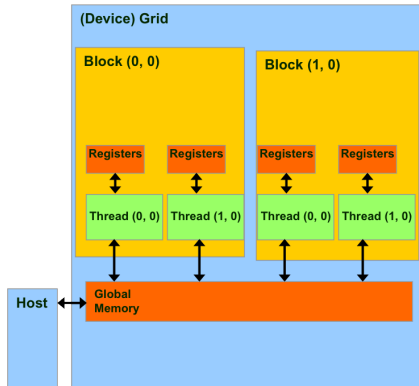 (Device) Grid
Block (0, 0)
Block (1, 0)
Registers
Registers
Registers
Registers
Thread (0, 0)
Thread (1, 0)
Thread (0, 0)
Thread (1, 0)
Host
Global
Memory